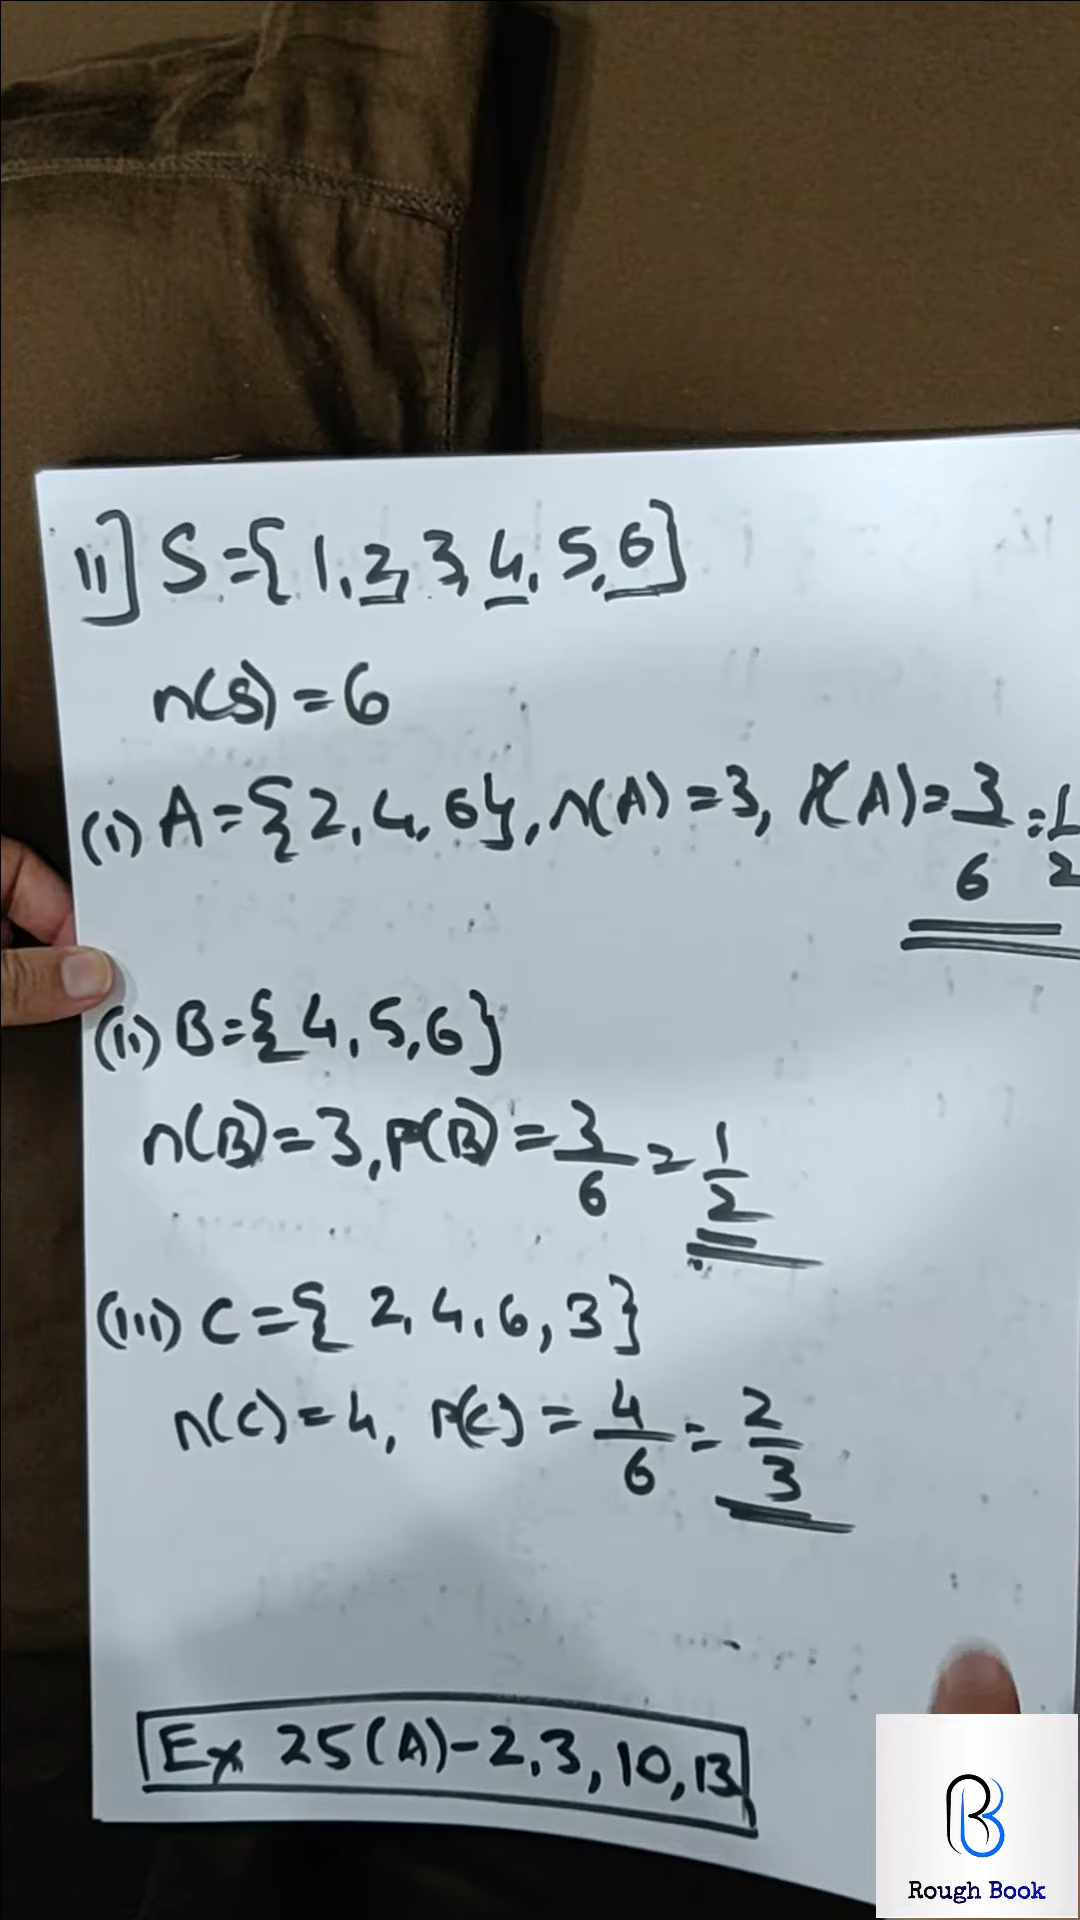 11] S={1,2,3,4,5,6}
n(S)=6
(i) A={2,4,6}, n(A)=3, P(A)=3/6=1/2
(ii) B={4,5,6}
n(B)=3, P(B)=3/6=1/2
(iii) C={2,4,6,3}
n(C)=4, P(C)=4/6=2/3
Ex 25(A)-2,3,10,13
Rough Book